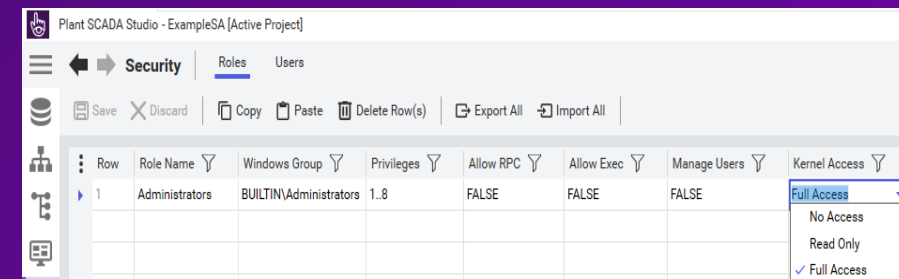 Plant SCADA Studio - ExampleSA [Active Project]
Security Roles Users
Save Discard Copy Paste Delete Row(s) Export All Import All
Row Role Name Windows Group Privileges Allow RPC Allow Exec Manage Users Kernel Access
1 Administrators BUILTIN\Administrators 1..8 FALSE FALSE FALSE Full Access
No Access
Read Only
Full Access